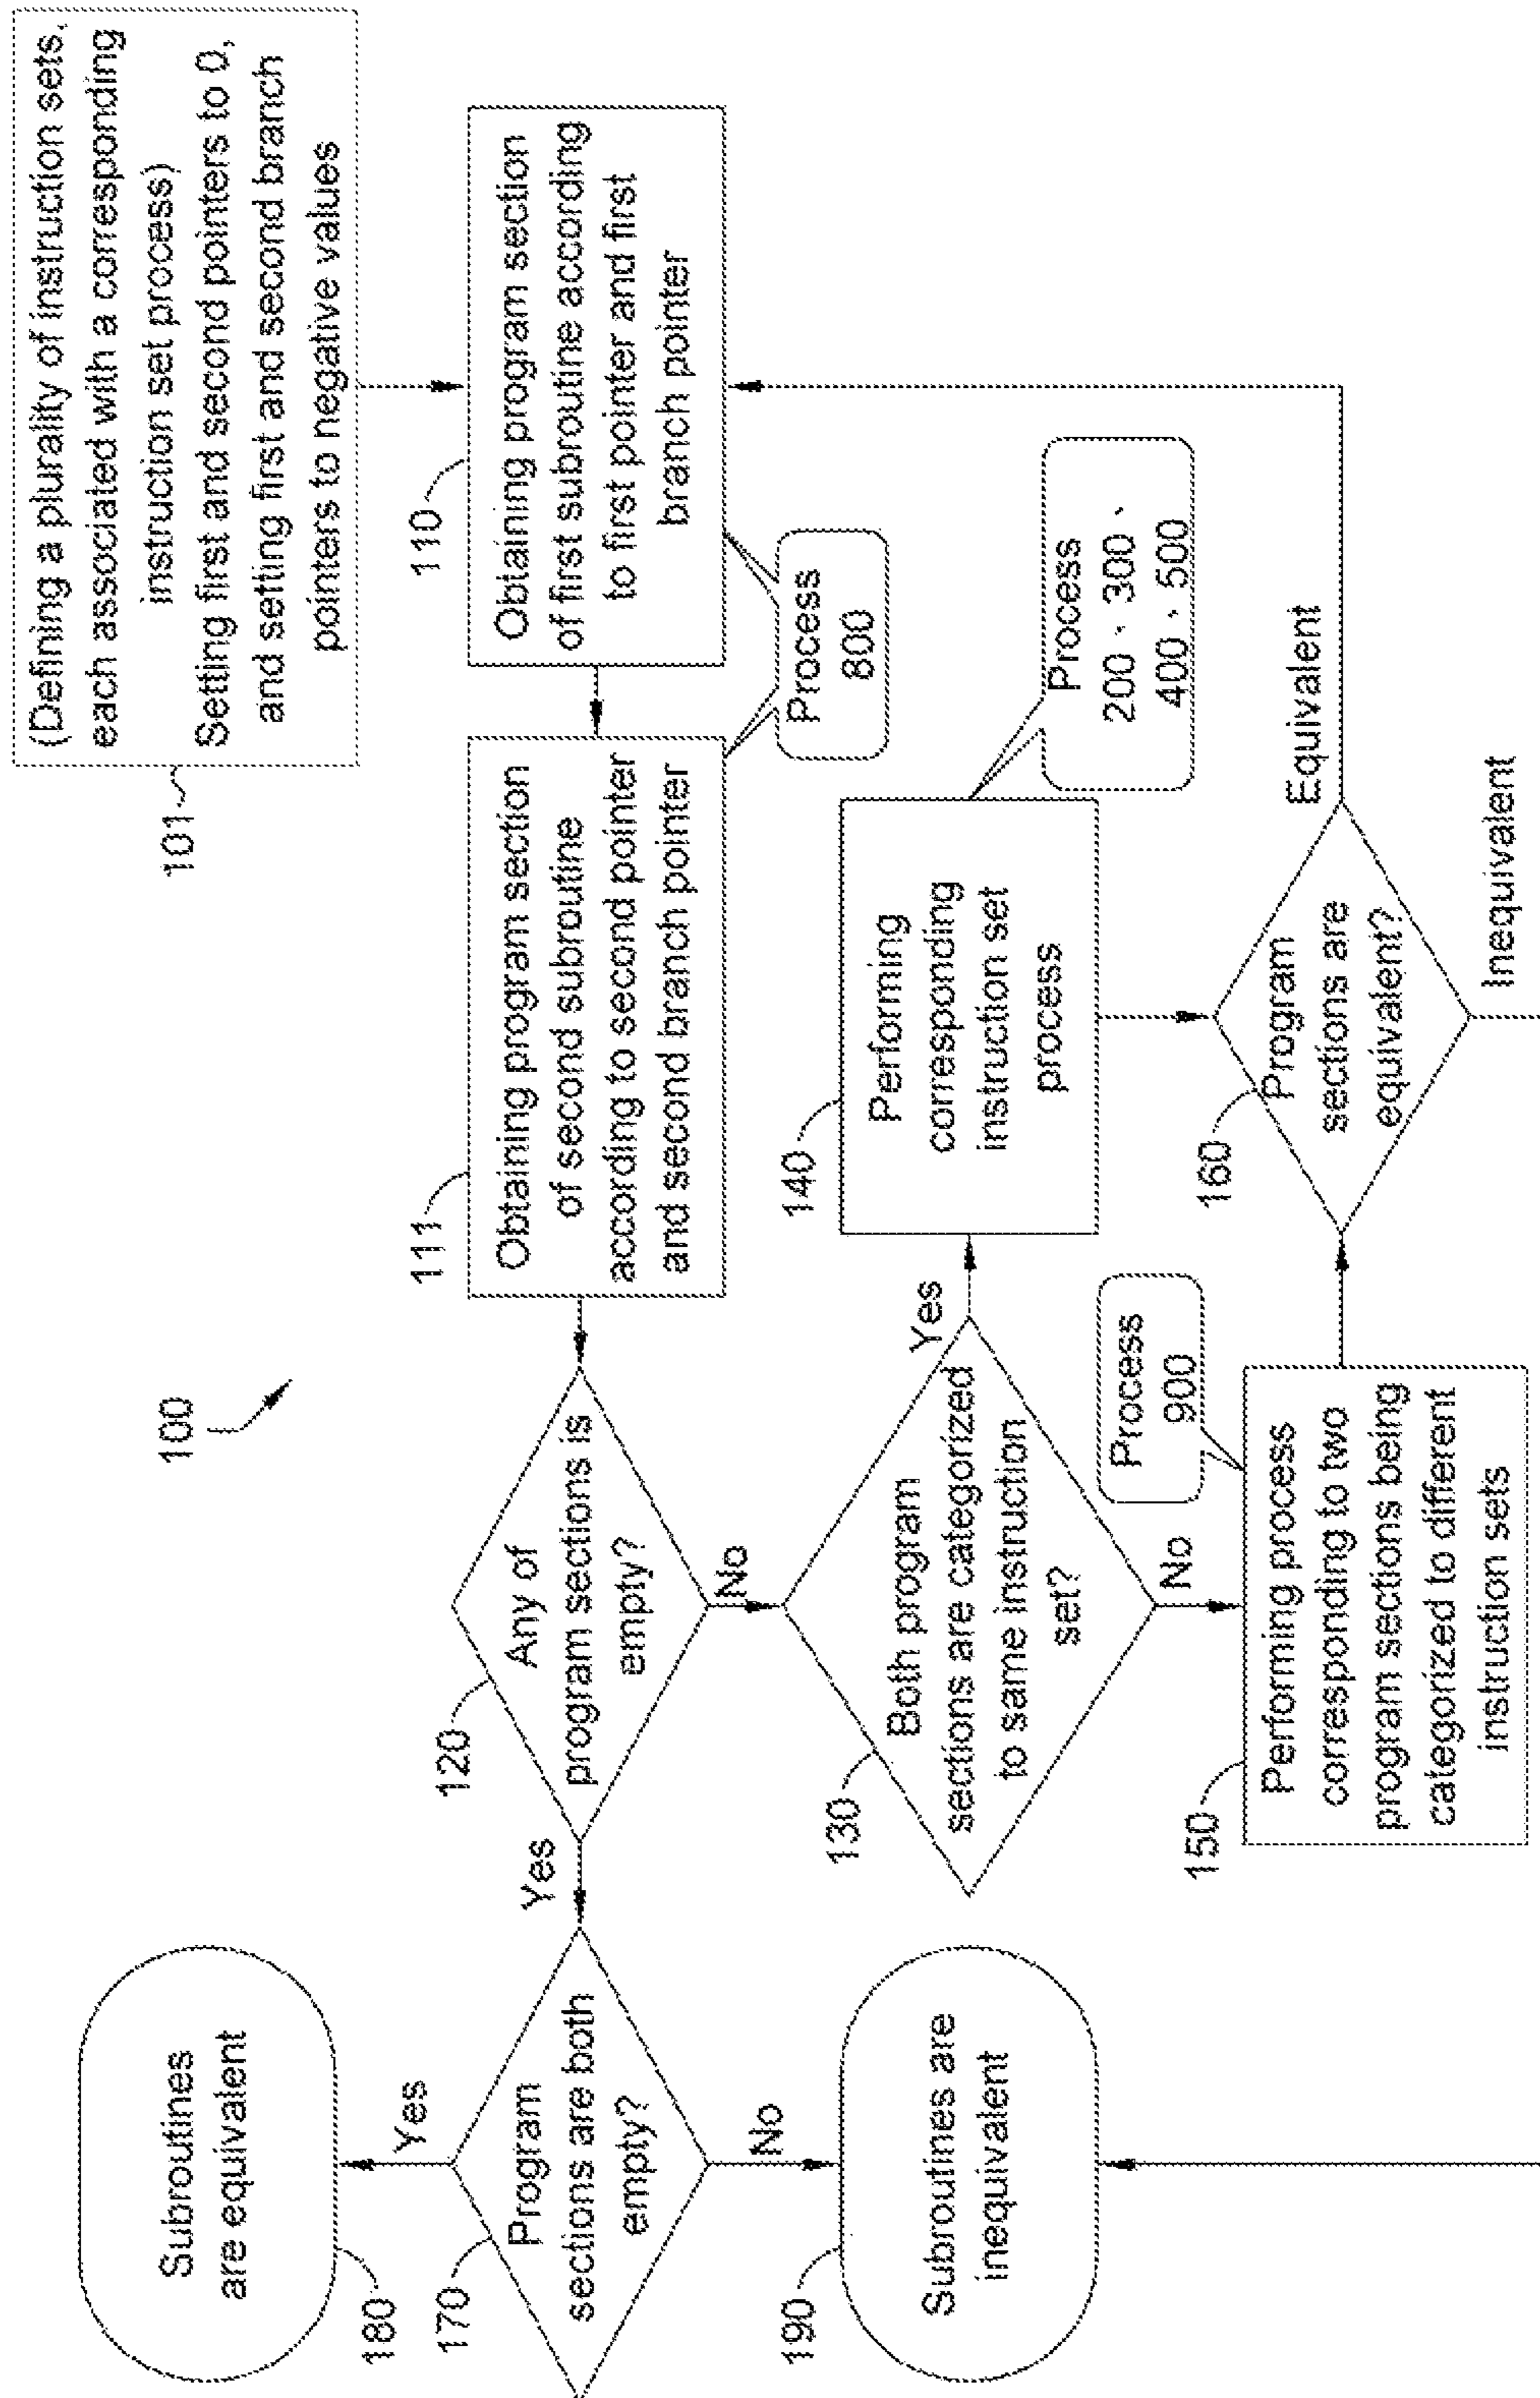 100
101
(Defining a plurality of instruction sets,
each associated with a corresponding
instruction set process)
Setting first and second pointers to 0,
and setting first and second branch
pointers to negative values
110
Obtaining program section
of first subroutine according
to first pointer and first
branch pointer
Process
800
111
Obtaining program section
of second subroutine
according to second pointer
and second branch pointer
120
Any of
program sections is
empty?
Yes
No
170
Program
sections are both
empty?
Yes
No
180
Subroutines
are equivalent
190
Subroutines are
inequivalent
130
Both program
sections are categorized
to same instruction
set?
Yes
No
140
Performing
corresponding
instruction set
process
Process
200、300、
400、500
150
Performing process
corresponding to two
program sections being
categorized to different
instruction sets
Process
900
160
Program
sections are
equivalent?
Equivalent
Inequivalent